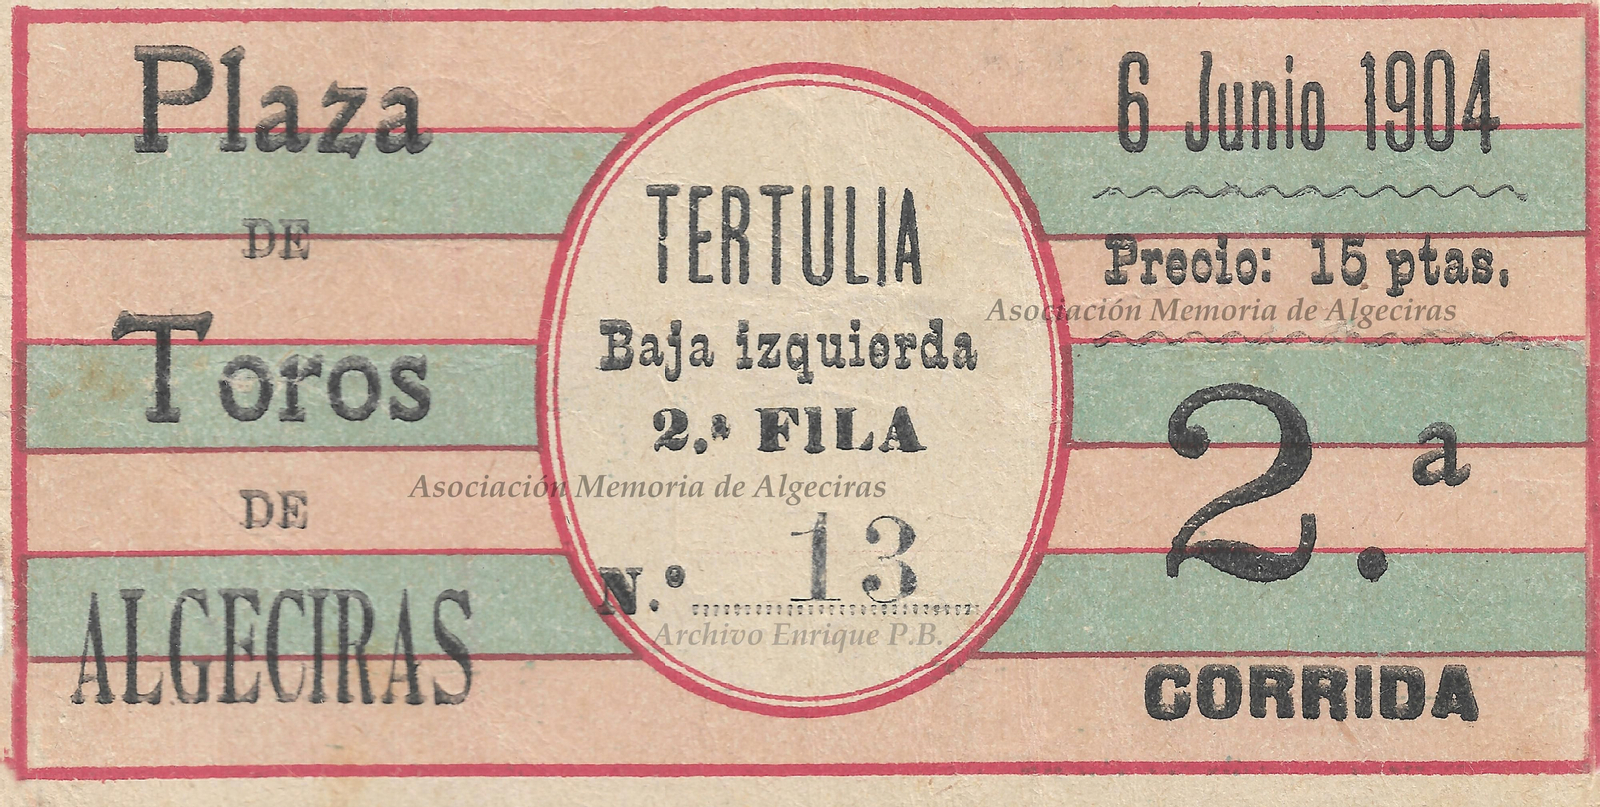 Plaza
DE
Toros
DE
ALGECIRAS
TERTULIA
Baja izquierda
2.ª FILA
N.º 13
6 Junio 1904
Precio: 15 ptas.
2.ª
CORRIDA
Asociación Memoria de Algeciras
Asociación Memoria de Algeciras
Archivo Enrique P.B.